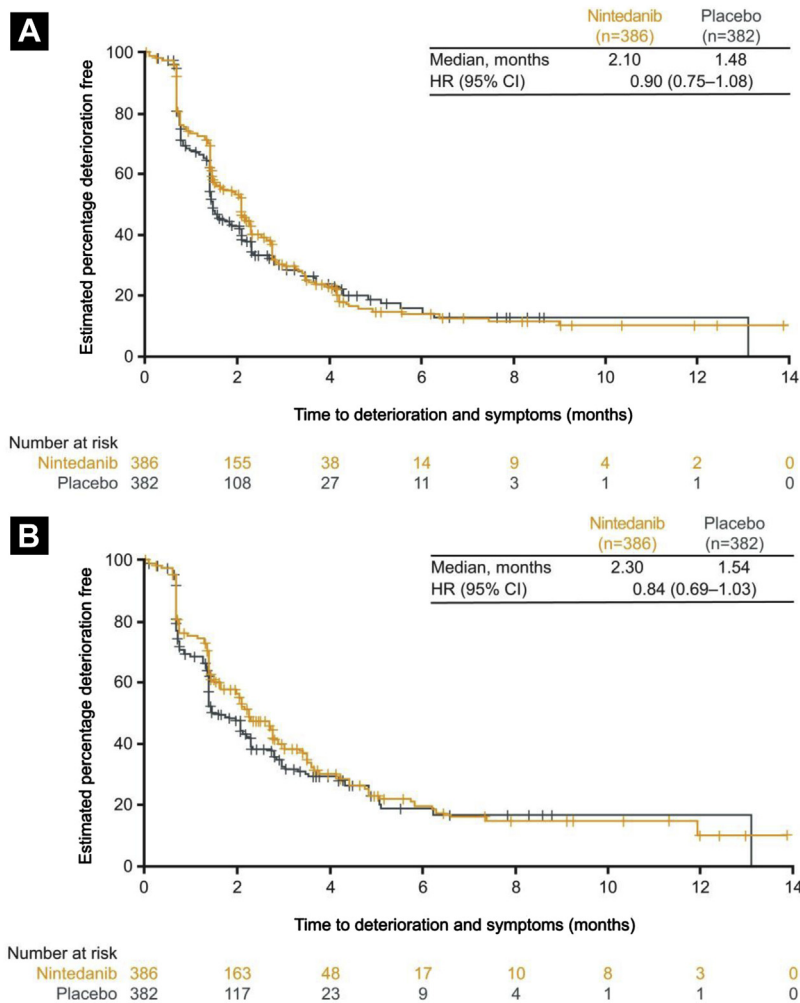 A
Nintedanib Placebo
(n=386) (n=382)
Median, months 2.10 1.48
HR (95% CI) 0.90 (0.75–1.08)
100
80
60
40
20
0
Estimated percentage deterioration free
0 2 4 6 8 10 12 14
Time to deterioration and symptoms (months)
Number at risk
Nintedanib 386 155 38 14 9 4 2 0
Placebo 382 108 27 11 3 1 1 0
B
Nintedanib Placebo
(n=386) (n=382)
Median, months 2.30 1.54
HR (95% CI) 0.84 (0.69–1.03)
100
80
60
40
20
0
Estimated percentage deterioration free
0 2 4 6 8 10 12 14
Time to deterioration and symptoms (months)
Number at risk
Nintedanib 386 163 48 17 10 8 3 0
Placebo 382 117 23 9 4 1 1 0